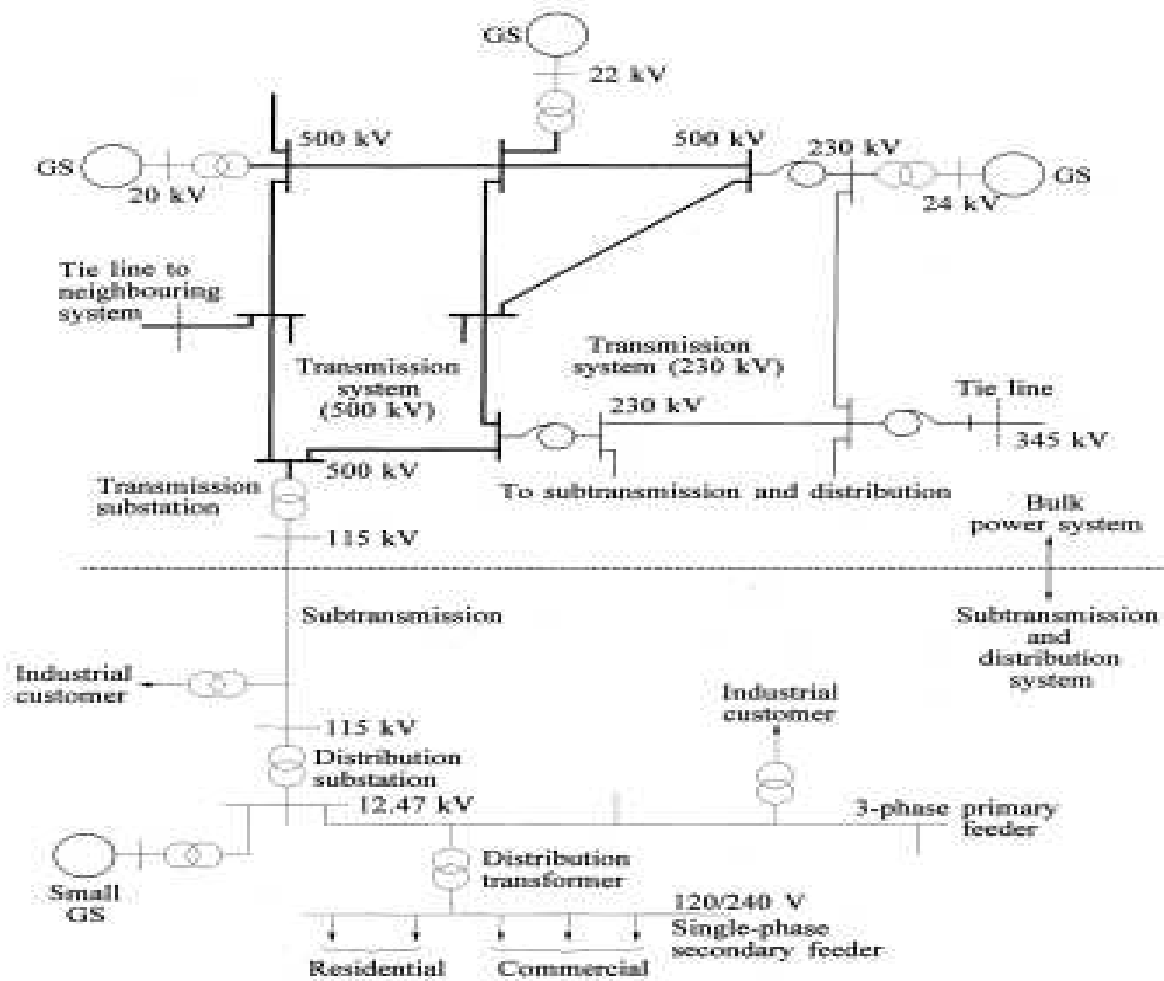 GS
22 kV
500 kV
500 kV
230 kV
GS
20 kV
24 kV
GS
Tie line to
neighbouring
system
Transmission
system
(500 kV)
Transmission
system (230 kV)
Tie line
230 kV
345 kV
500 kV
To subtransmission and distribution
Transmission
substation
115 kV
Bulk
power system
Subtransmission
Subtransmission
and
distribution
system
Industrial
customer
Industrial
customer
115 kV
Distribution
substation
12.47 kV
3-phase primary
feeder
Small
GS
Distribution
transformer
120/240 V
Single-phase
secondary feeder
Residential
Commercial